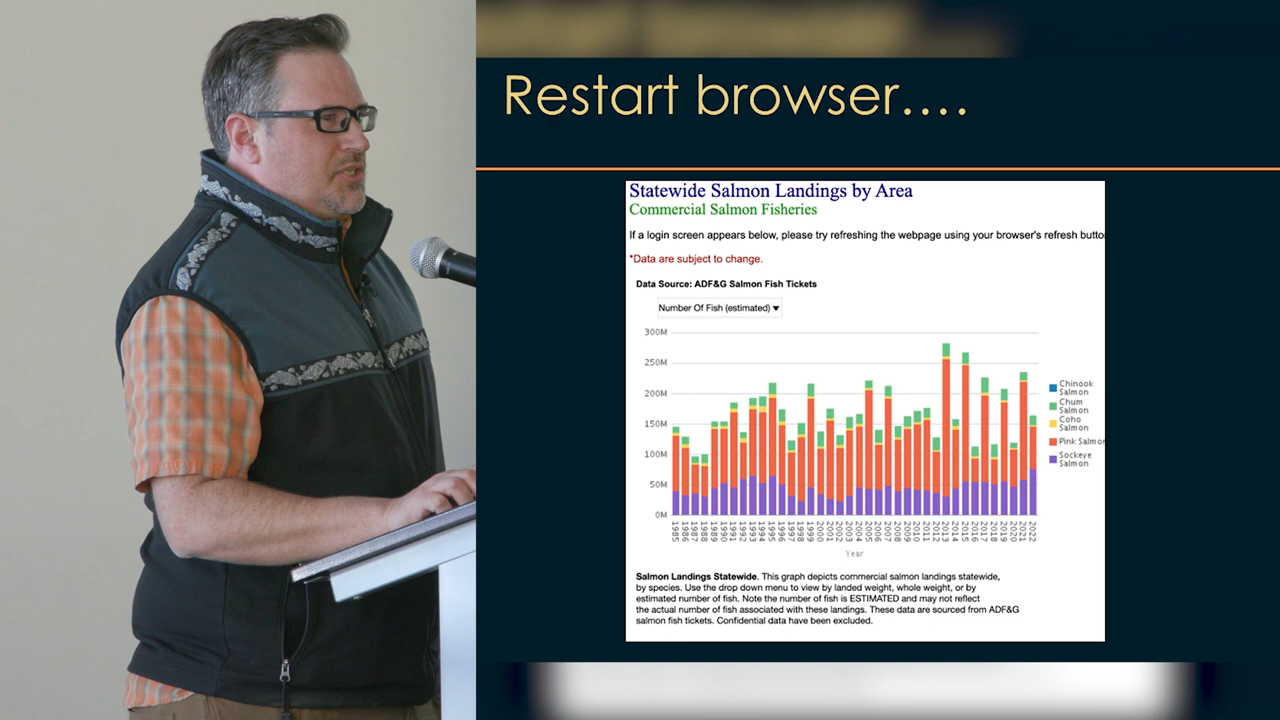 Restart browser....
Statewide Salmon Landings by Area
Commercial Salmon Fisheries
If a login screen appears below, please try refreshing the webpage using your browser's refresh butto
*Data are subject to change.
Data Source: ADF&G Salmon Fish Tickets
Number Of Fish (estimated)
300M
250M
200M
150M
100M
50M
0M
1985 1986 1987 1988 1989 1990 1991 1992 1993 1994 1995 1996 1997 1998 1999 2000 2001 2002 2003 2004 2005 2006 2007 2008 2009 2010 2011 2012 2013 2014 2015 2016 2017 2018 2019 2020 2021 2022
Year
Chinook
Salmon
Chum
Salmon
Coho
Salmon
Pink Salmon
Sockeye
Salmon
Salmon Landings Statewide. This graph depicts commercial salmon landings statewide,
by species. Use the drop down menu to view by landed weight, whole weight, or by
estimated number of fish. Note the number of fish is ESTIMATED and may not reflect
the actual number of fish associated with these landings. These data are sourced from ADF&G
salmon fish tickets. Confidential data have been excluded.